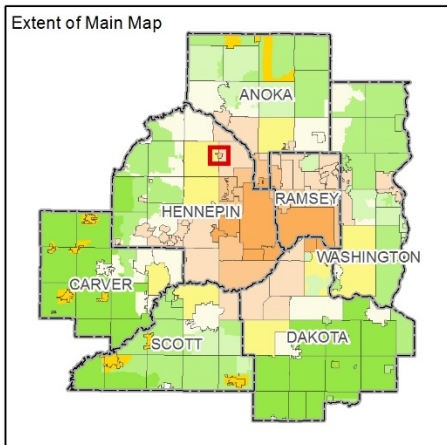 Extent of Main Map
ANOKA
HENNEPIN
RAMSEY
WASHINGTON
CARVER
SCOTT
DAKOTA